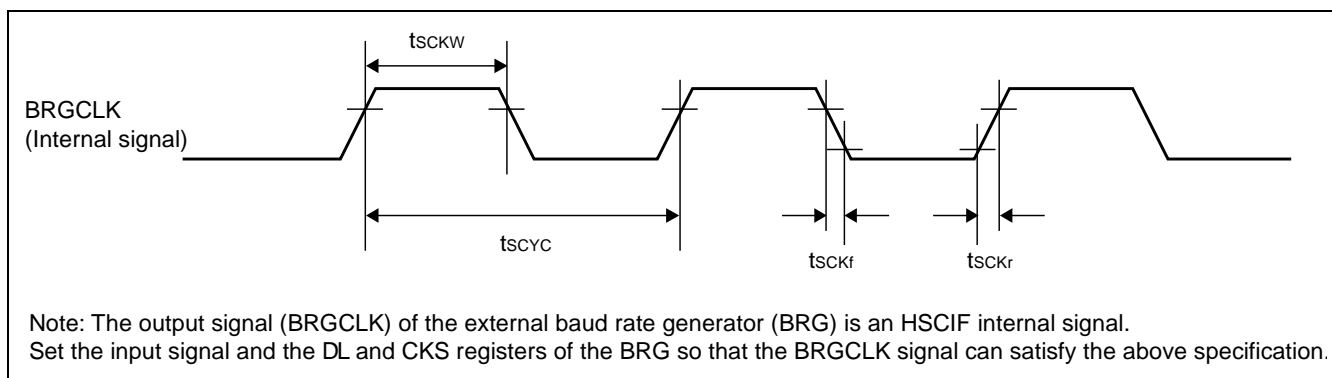 tSCKW
BRGCLK
(Internal signal)
tSCYC
tSCKf
tSCKr
Note: The output signal (BRGCLK) of the external baud rate generator (BRG) is an HSCIF internal signal.
Set the input signal and the DL and CKS registers of the BRG so that the BRGCLK signal can satisfy the above specification.